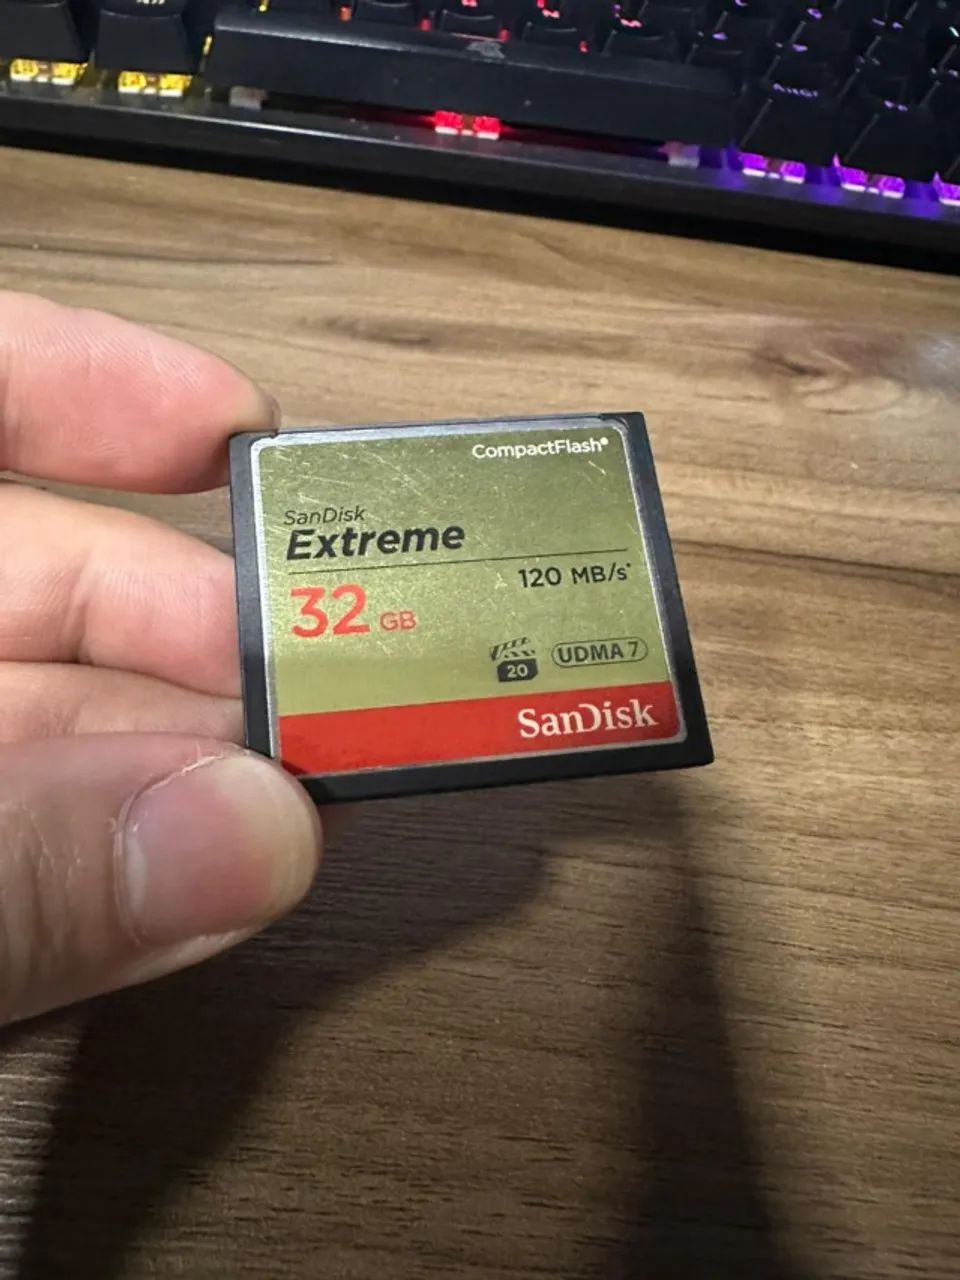 CompactFlash®
SanDisk
Extreme
120 MB/s*
32 GB
20 UDMA 7
SanDisk